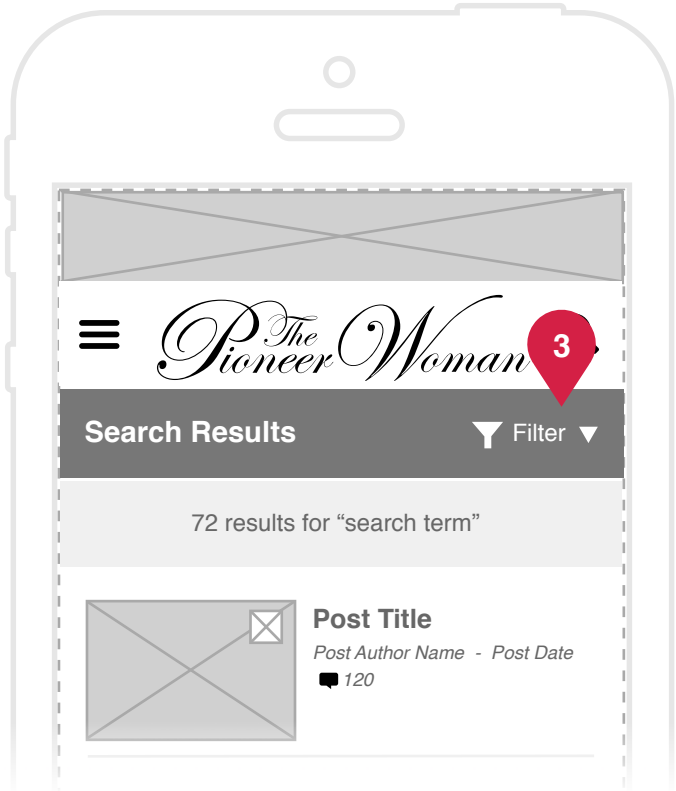 The
Pioneer Woman
3
Search Results
Filter
72 results for “search term”
Post Title
Post Author Name - Post Date
120